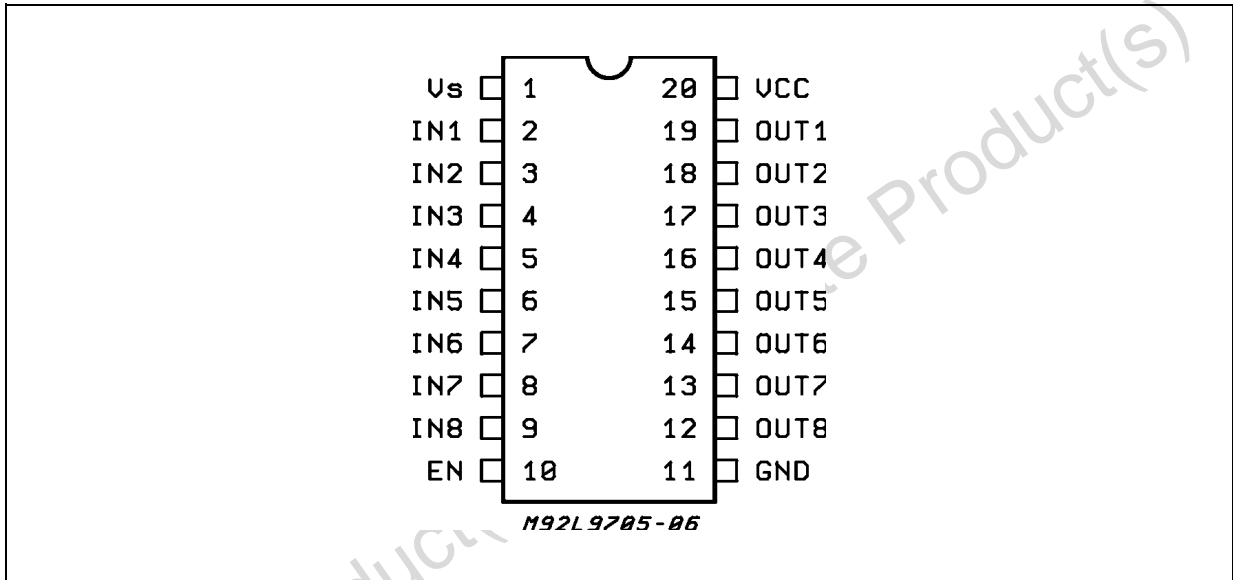 Vs 1 20 VCC
IN1 2 19 OUT1
IN2 3 18 OUT2
IN3 4 17 OUT3
IN4 5 16 OUT4
IN5 6 15 OUT5
IN6 7 14 OUT6
IN7 8 13 OUT7
IN8 9 12 OUT8
EN 10 11 GND
M92L9705-06
Product(s)